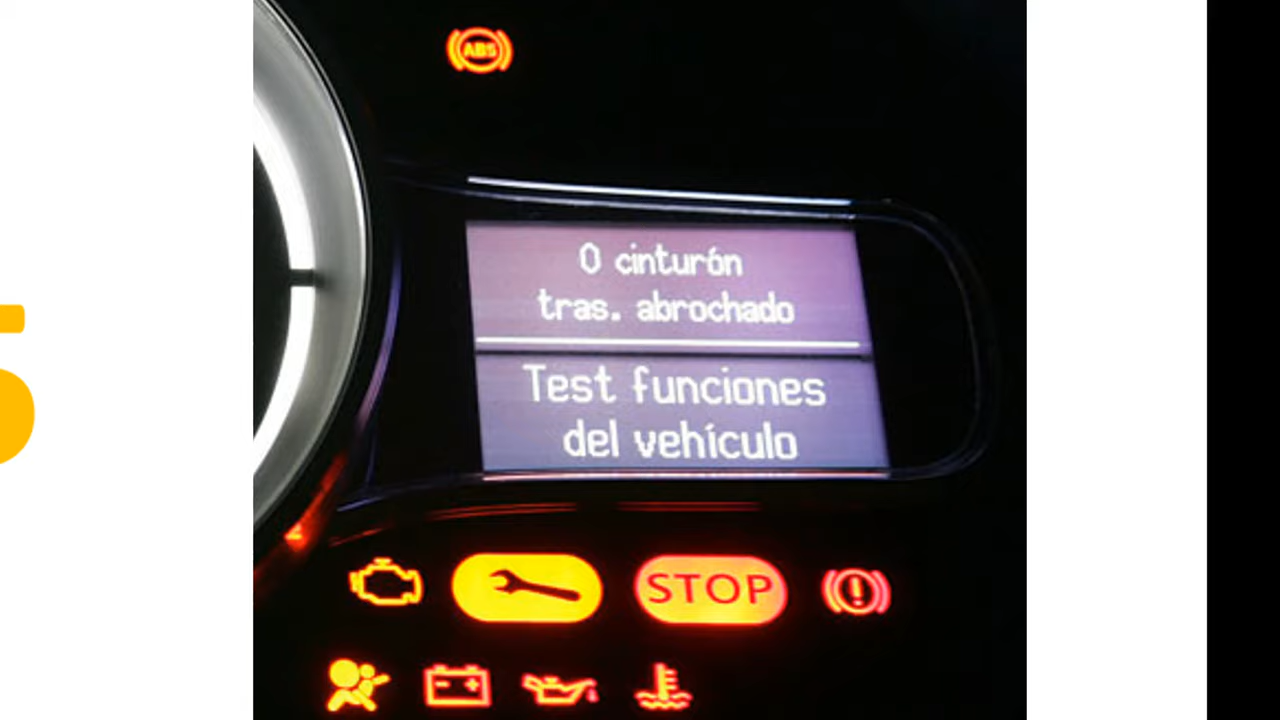 ABS
0 cinturón
tras. abrochado
Test funciones
del vehículo
STOP